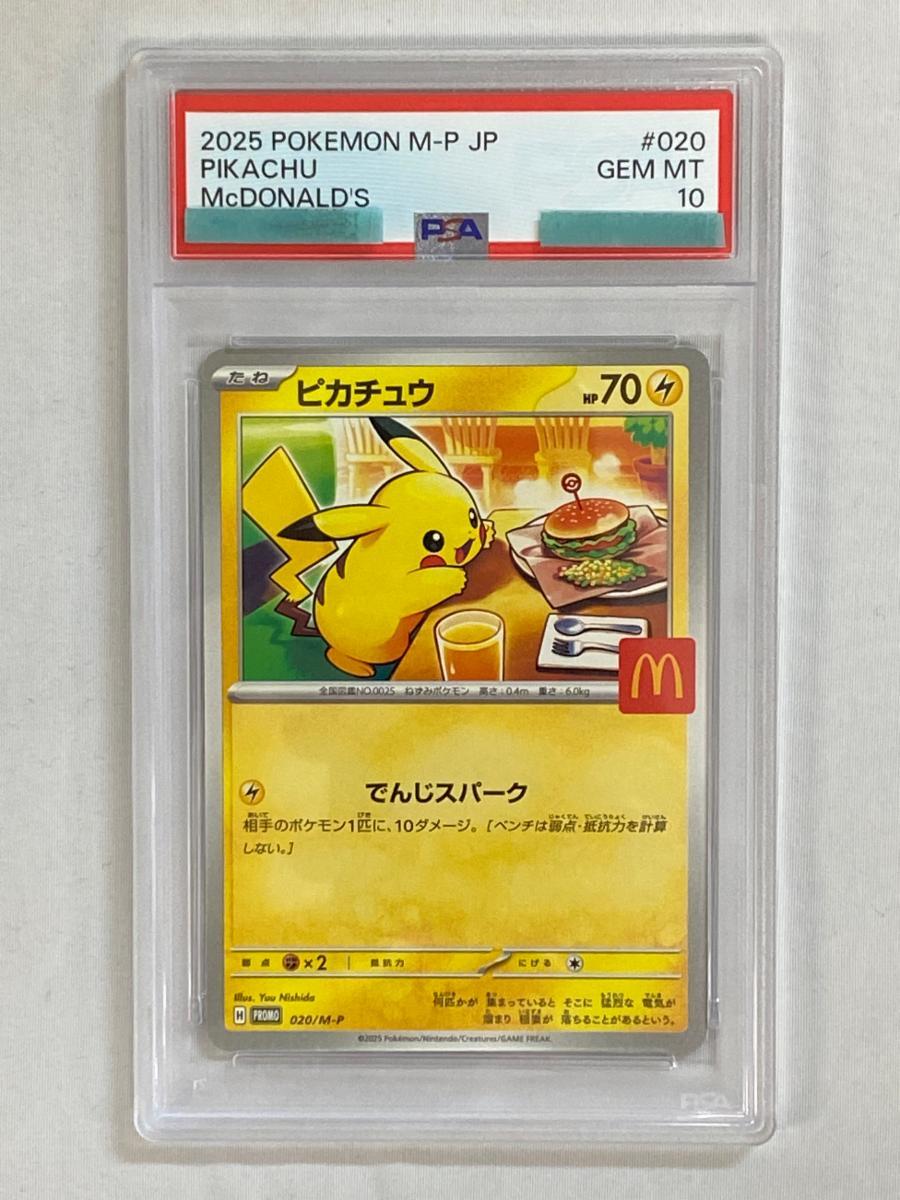 2025 POKEMON M-P JP #020
PIKACHU GEM MT
McDONALD'S 10
PSA
たね ピカチュウ HP70
全国図鑑NO.0025 ねずみポケモン 高さ:0.4m 重さ:6.0kg
でんじスパーク
相手のポケモン1匹に、10ダメージ。[ベンチは弱点・抵抗力を計算
しない。]
弱点 ×2 抵抗力 にげる
Illus. Yuu Nishida
何匹かが 集まっていると そこに 猛烈な 電気が
溜まり 稲妻が 落ちることがあるという。
H PROMO 020/M-P
©2025 Pokémon/Nintendo/Creatures/GAME FREAK.
PSA